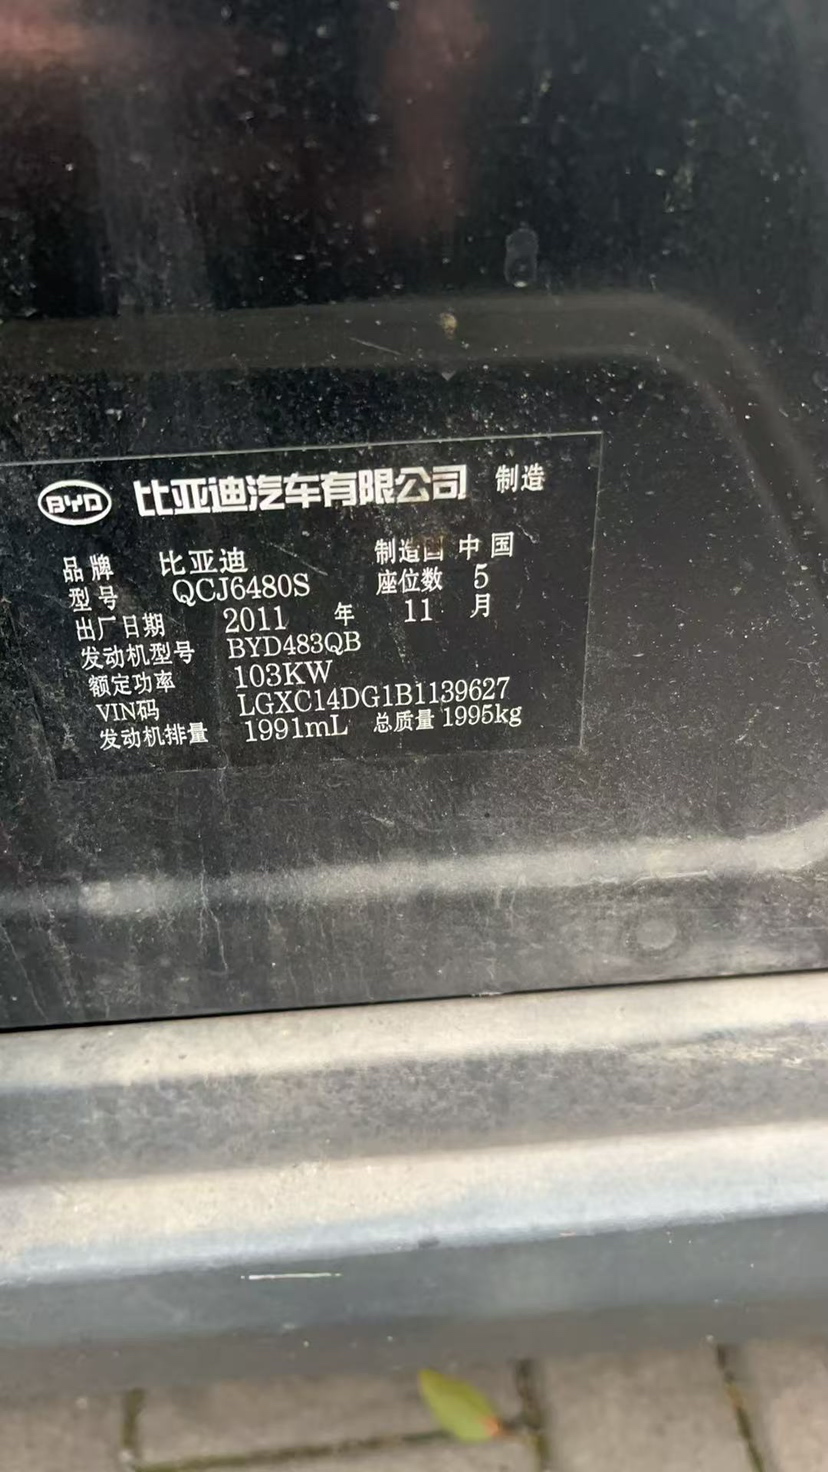 BYD 比亚迪汽车有限公司 制造
品牌 比亚迪 制造国 中国
型号 QCJ6480S 座位数 5
出厂日期 2011 年 11 月
发动机型号 BYD483QB
额定功率 103KW
VIN码 LGXC14DG1B1139627
发动机排量 1991mL 总质量 1995kg